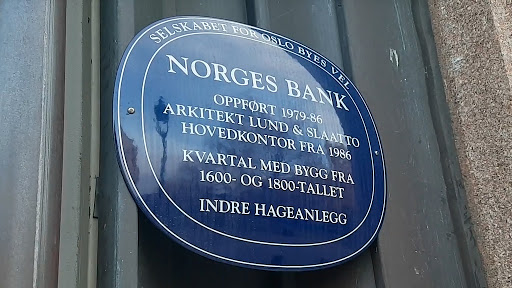 SELSKABET FOR OSLO BYES VEL
NORGES BANK
OPPFØRT 1979-86
ARKITEKT LUND & SLAATTO
HOVEDKONTOR FRA 1986
KVARTAL MED BYGG FRA
1600- OG 1800-TALLET
INDRE HAGEANLEGG